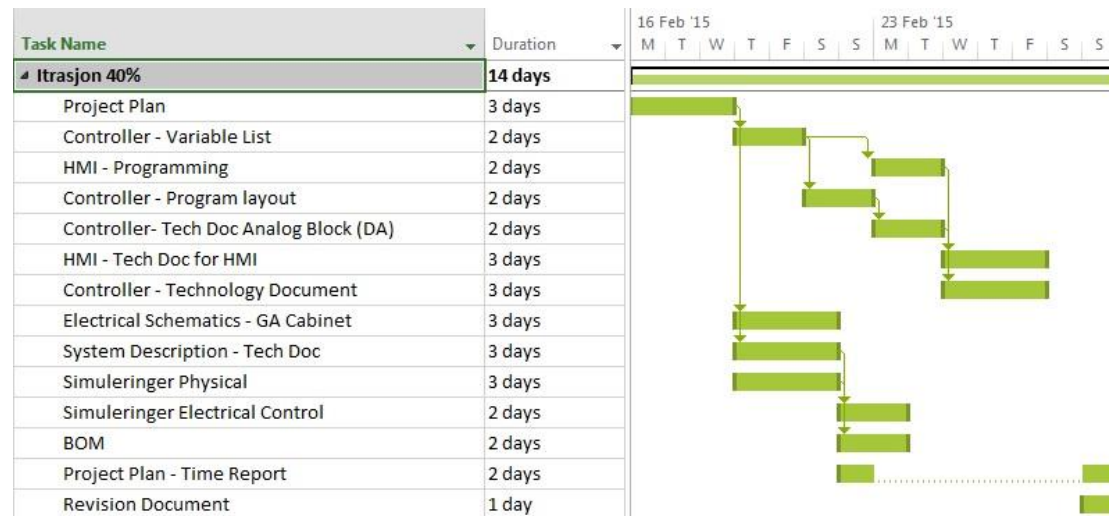 16 Feb '15 23 Feb '15
Task Name Duration M T W T F S S M T W T F S S
Itrasjon 40% 14 days
Project Plan 3 days
Controller - Variable List 2 days
HMI - Programming 2 days
Controller - Program layout 2 days
Controller- Tech Doc Analog Block (DA) 2 days
HMI - Tech Doc for HMI 3 days
Controller - Technology Document 3 days
Electrical Schematics - GA Cabinet 3 days
System Description - Tech Doc 3 days
Simuleringer Physical 3 days
Simuleringer Electrical Control 2 days
BOM 2 days
Project Plan - Time Report 2 days
Revision Document 1 day